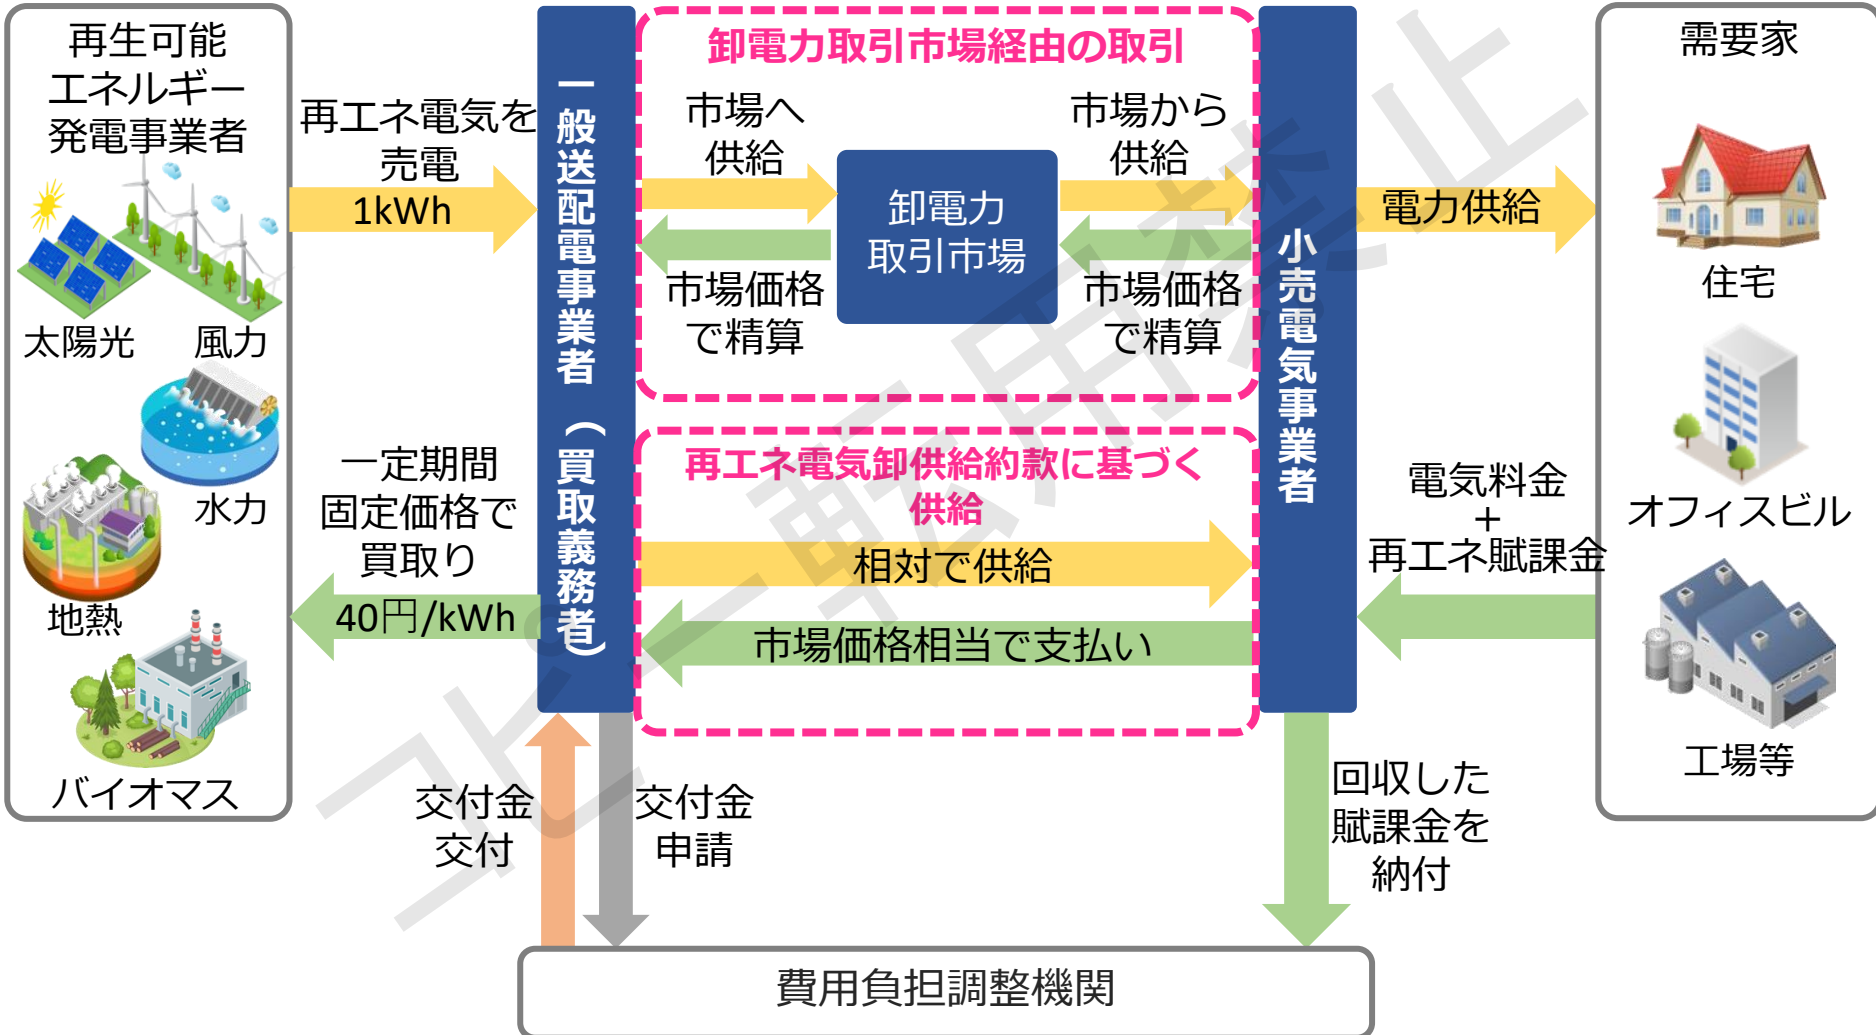 再生可能
エネルギー
発電事業者
太陽光
風力
水力
地熱
バイオマス
再エネ電気を
売電
1kWh
一定期間
固定価格で
買取り
40円/kWh
一般送配電事業者（買取義務者）
卸電力取引市場経由の取引
市場へ
供給
市場から
供給
卸電力
取引市場
市場価格
で精算
市場価格
で精算
再エネ電気卸供給約款に基づく
供給
相対で供給
市場価格相当で支払い
小売電気事業者
電力供給
電気料金
+
再エネ賦課金
需要家
住宅
オフィスビル
工場等
交付金
交付
交付金
申請
回収した
賦課金を
納付
費用負担調整機関
コピー転用禁止